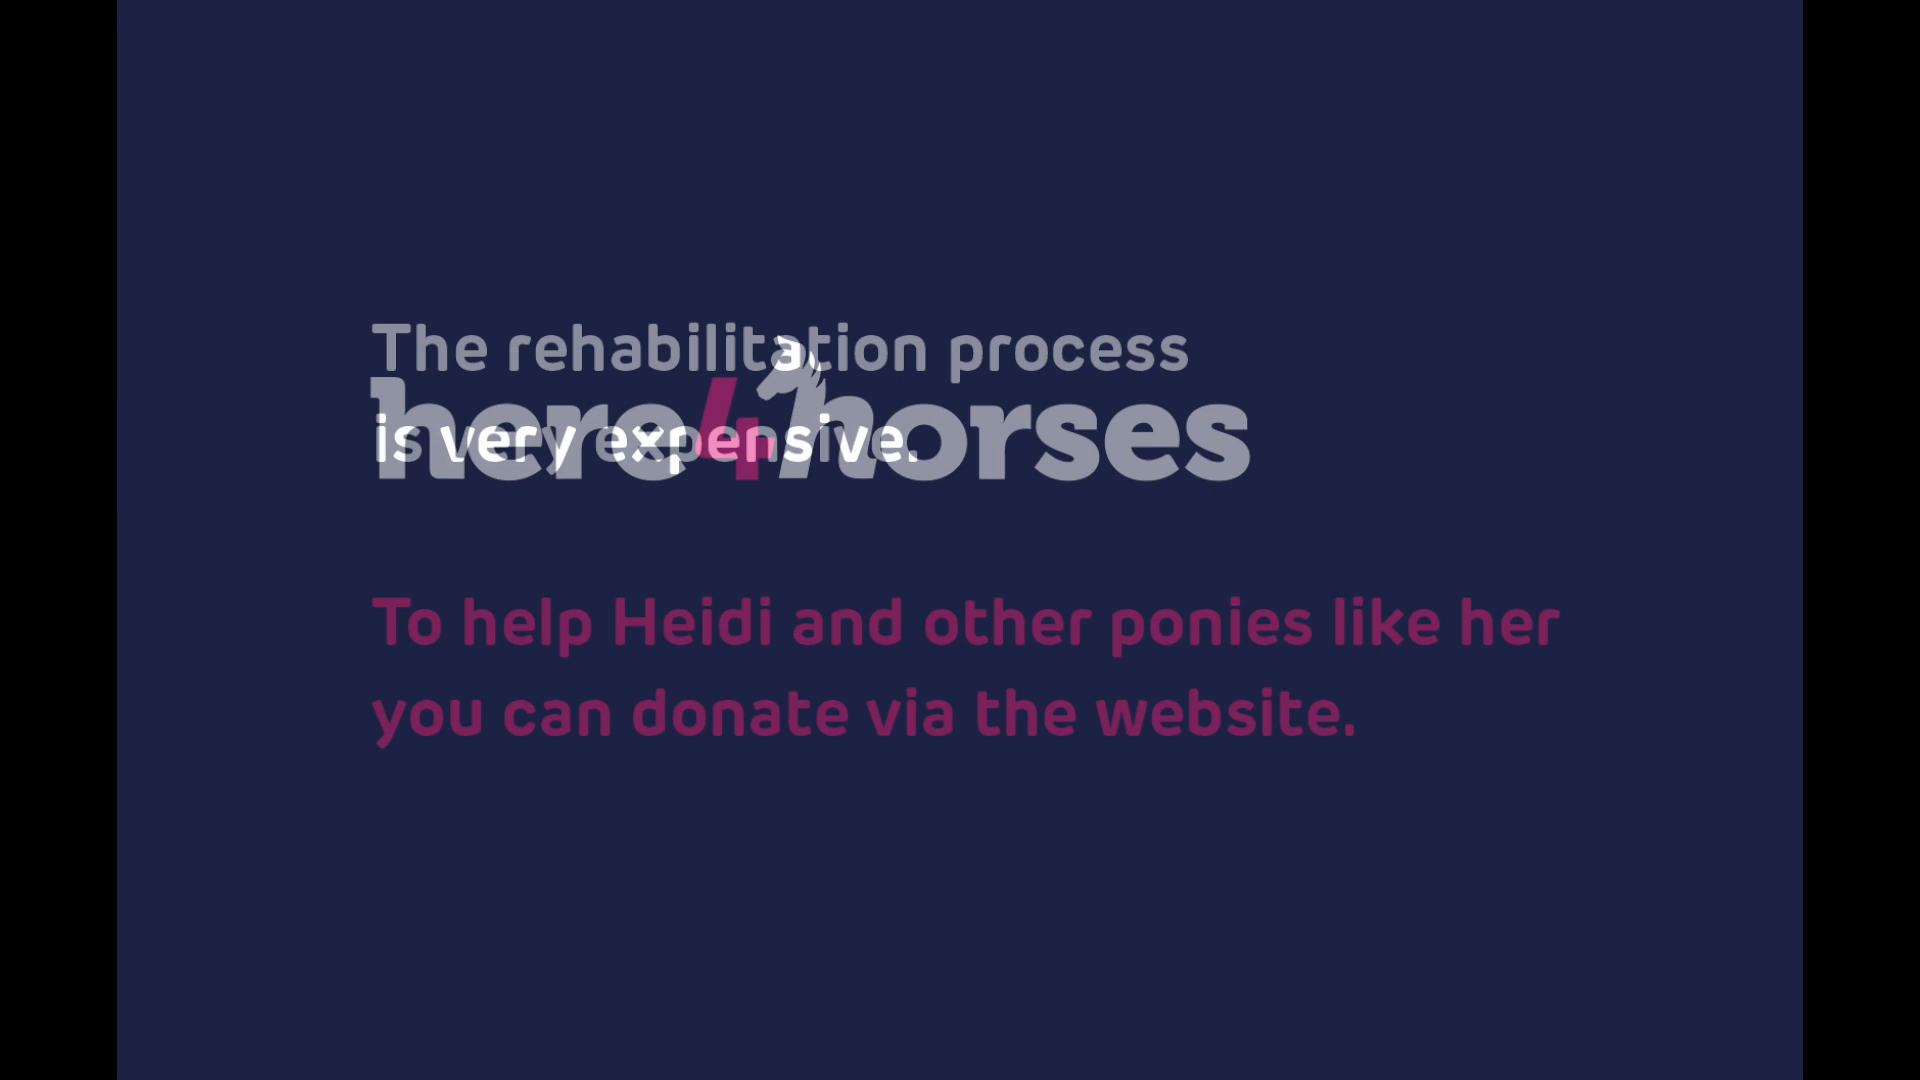 The rehabilitation process
is very expensive.
here4horses
To help Heidi and other ponies like her
you can donate via the website.